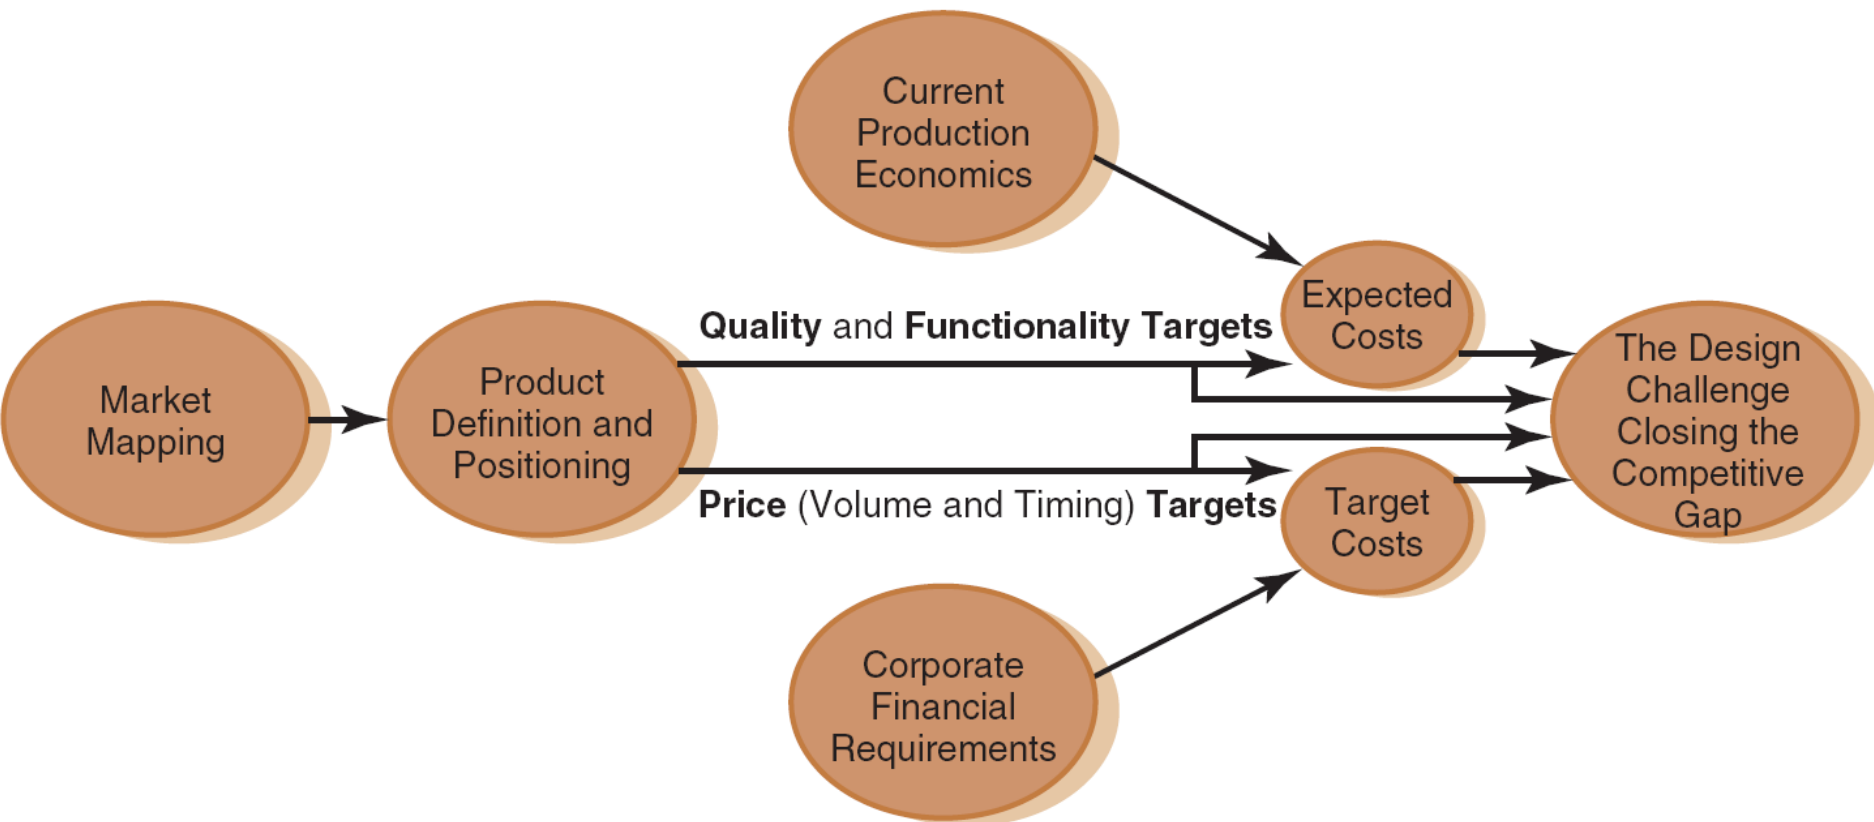 Current
Production
Economics
Expected
Costs
Quality and Functionality Targets
Market
Mapping
Product
Definition and
Positioning
The Design
Challenge
Closing the
Competitive
Gap
Price (Volume and Timing) Targets
Target
Costs
Corporate
Financial
Requirements